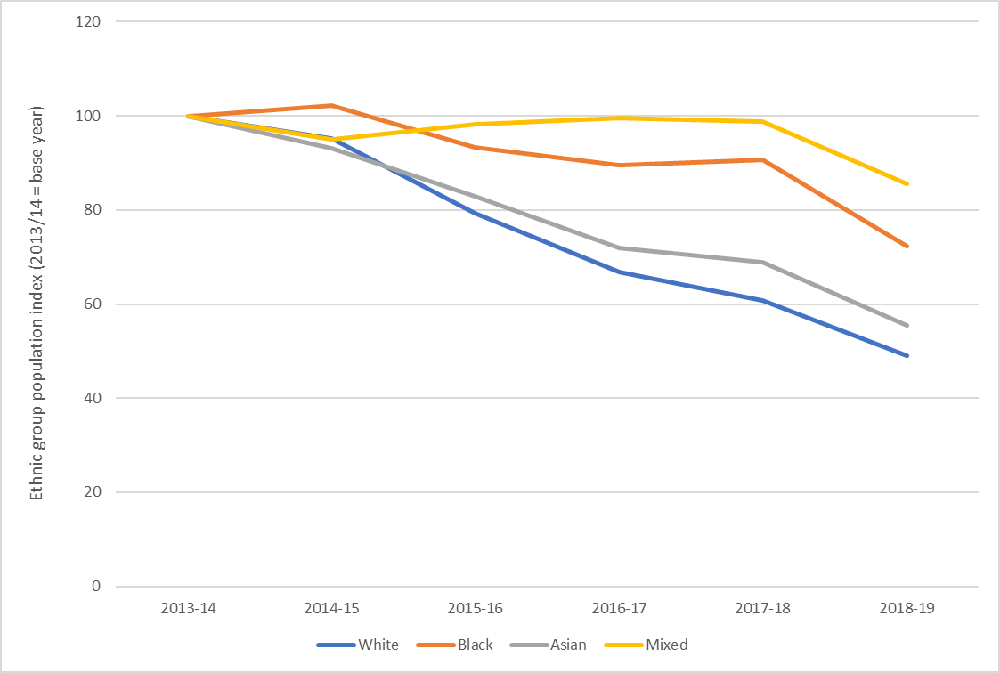 120
100
80
60
40
20
0
Ethnic group population index (2013/14 = base year)
2013-14 2014-15 2015-16 2016-17 2017-18 2018-19
White Black Asian Mixed